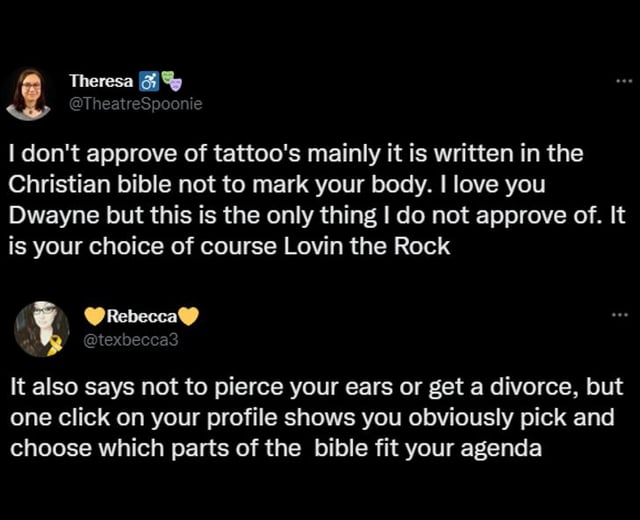 Theresa ♿🎭
@TheatreSpoonie
I don't approve of tattoo's mainly it is written in the
Christian bible not to mark your body. I love you
Dwayne but this is the only thing I do not approve of. It
is your choice of course Lovin the Rock
💛Rebecca💛
@texbecca3
It also says not to pierce your ears or get a divorce, but
one click on your profile shows you obviously pick and
choose which parts of the  bible fit your agenda